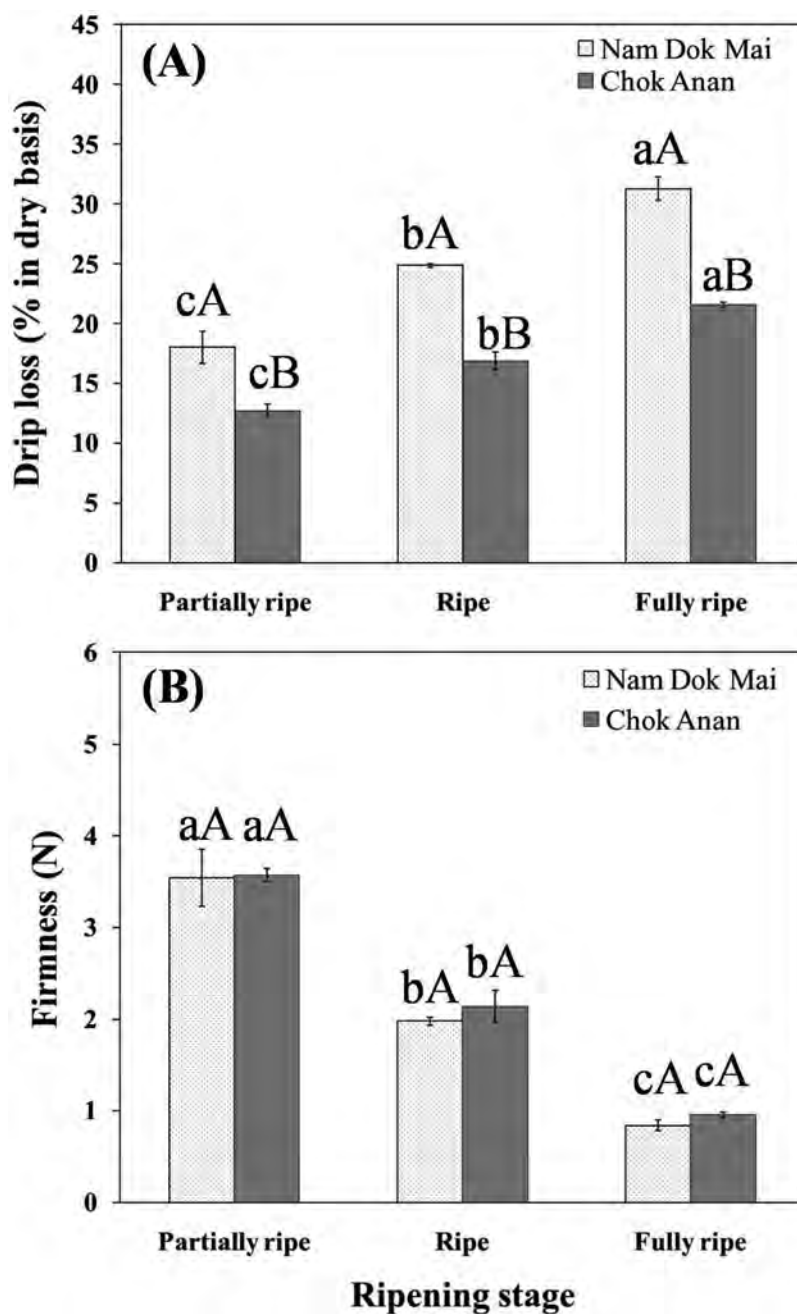 (A)
Nam Dok Mai
Chok Anan
Drip loss (% in dry basis)
45
40
35
30
25
20
15
10
5
0
cA
cB
bA
bB
aA
aB
Partially ripe
Ripe
Fully ripe
(B)
Nam Dok Mai
Chok Anan
Firmness (N)
6
5
4
3
2
1
0
aA
aA
bA
bA
cA
cA
Partially ripe
Ripe
Fully ripe
Ripening stage